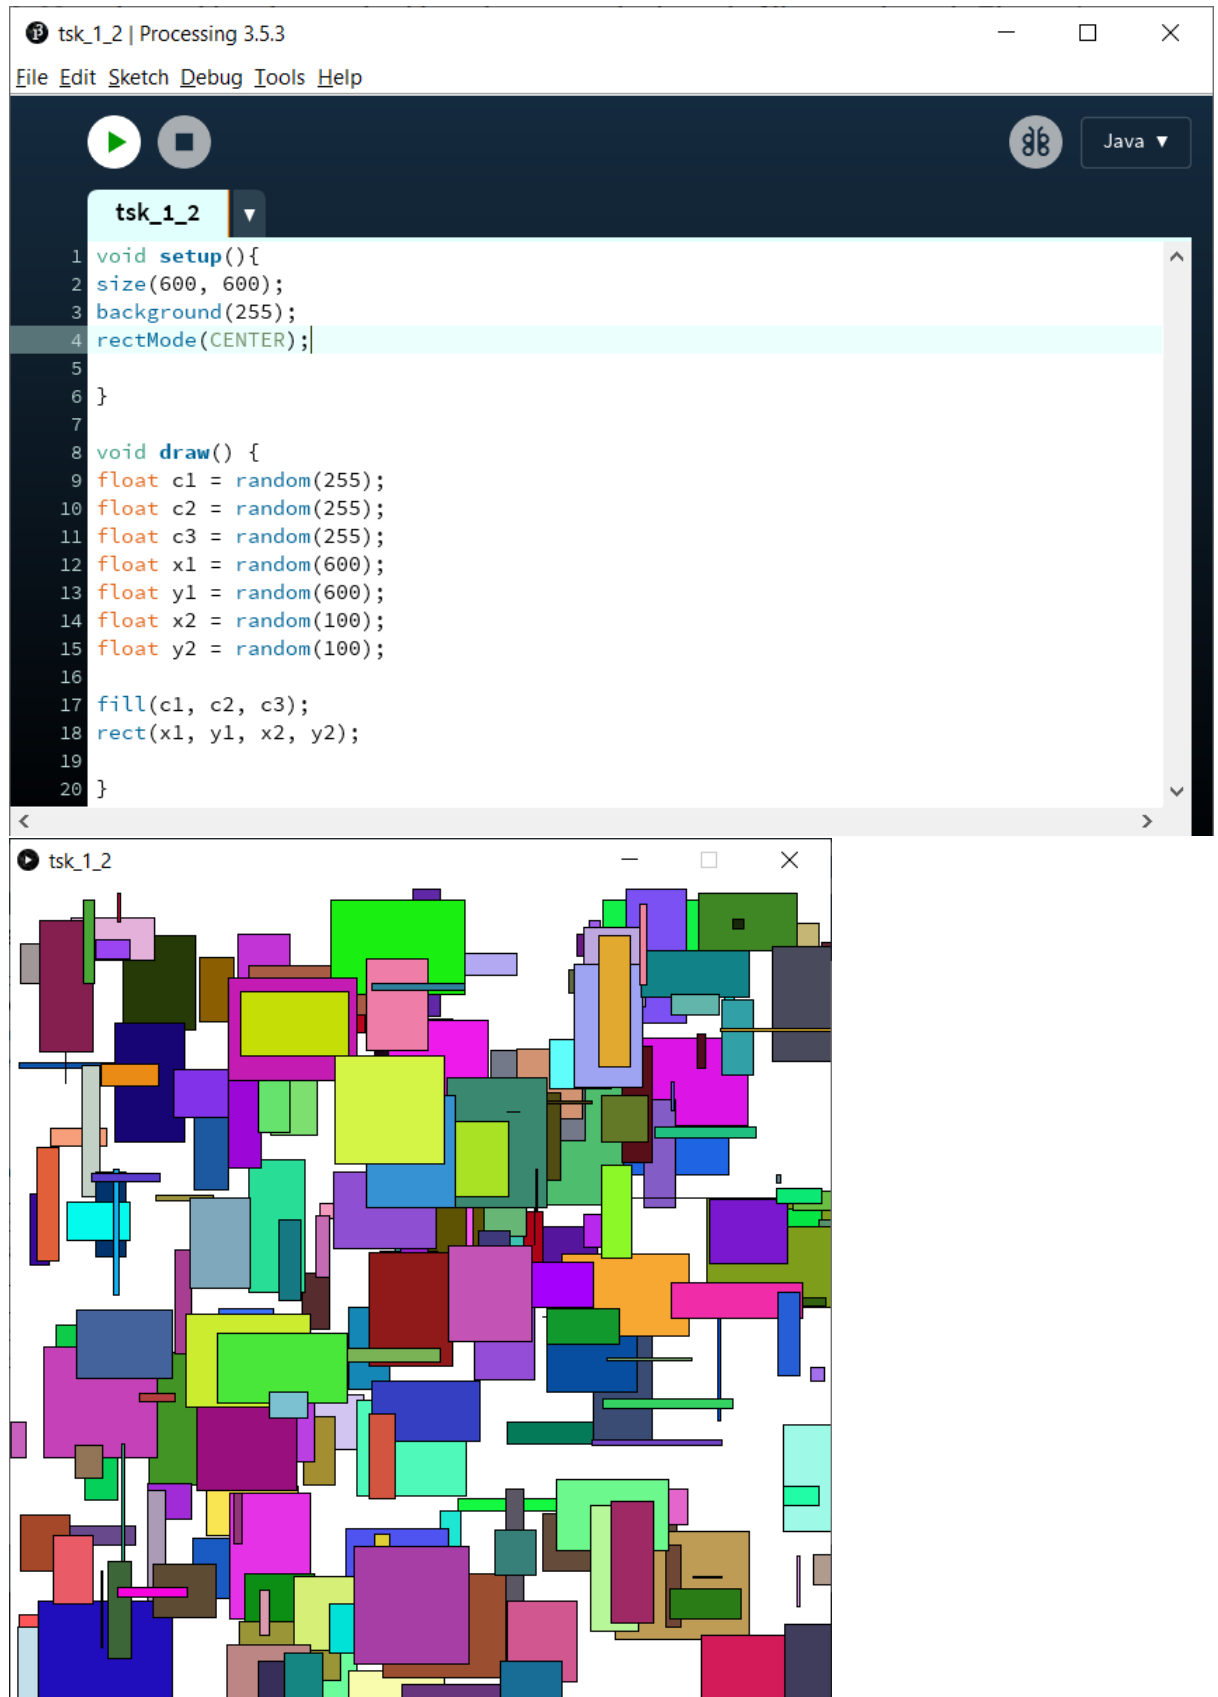 tsk_1_2 | Processing 3.5.3
File Edit Sketch Debug Tools Help
Java ▼
tsk_1_2 ▼
1 void setup(){
2 size(600, 600);
3 background(255);
4 rectMode(CENTER);
5
6 }
7
8 void draw() {
9 float c1 = random(255);
10 float c2 = random(255);
11 float c3 = random(255);
12 float x1 = random(600);
13 float y1 = random(600);
14 float x2 = random(100);
15 float y2 = random(100);
16
17 fill(c1, c2, c3);
18 rect(x1, y1, x2, y2);
19
20 }
tsk_1_2